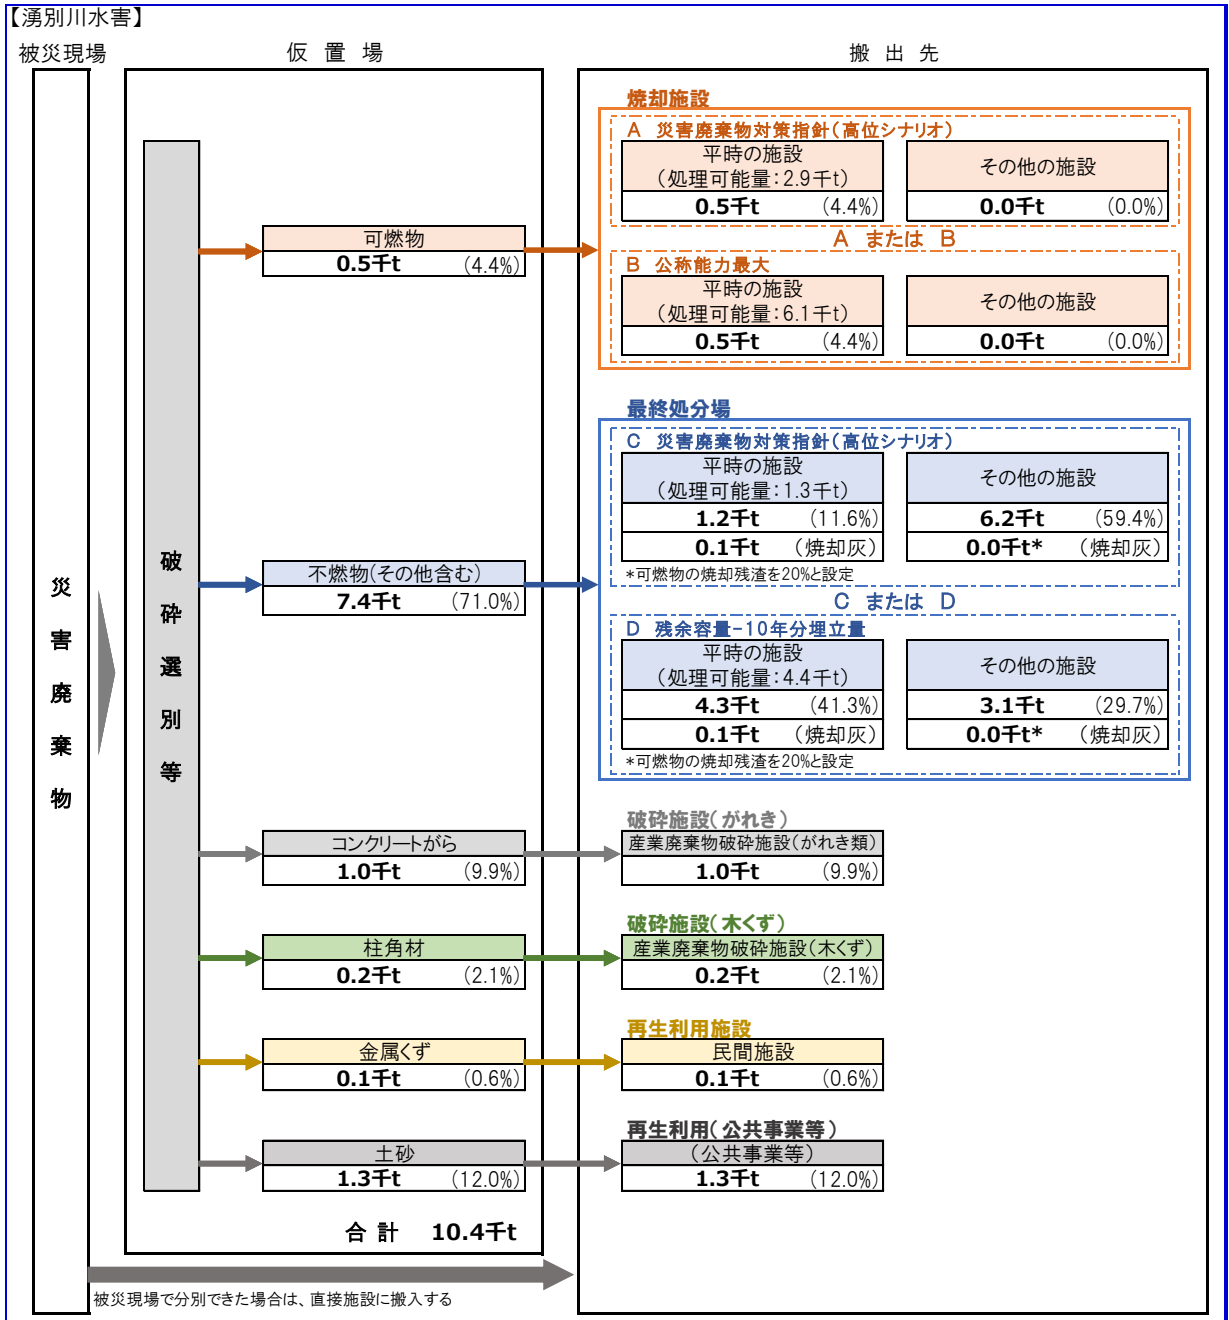 【湧別川水害】
被災現場
仮 置 場
搬 出 先
災害廃棄物
破砕選別等
焼却施設
A 災害廃棄物対策指針(高位シナリオ)
平時の施設
(処理可能量:2.9千t)
0.5千t (4.4%)
その他の施設
0.0千t (0.0%)
可燃物
0.5千t (4.4%)
A または B
B 公称能力最大
平時の施設
(処理可能量:6.1千t)
0.5千t (4.4%)
その他の施設
0.0千t (0.0%)
最終処分場
C 災害廃棄物対策指針(高位シナリオ)
平時の施設
(処理可能量:1.3千t)
1.2千t (11.6%)
0.1千t (焼却灰)
その他の施設
6.2千t (59.4%)
0.0千t* (焼却灰)
*可燃物の焼却残渣を20%と設定
不燃物(その他含む)
7.4千t (71.0%)
C または D
D 残余容量-10年分埋立量
平時の施設
(処理可能量:4.4千t)
4.3千t (41.3%)
0.1千t (焼却灰)
その他の施設
3.1千t (29.7%)
0.0千t* (焼却灰)
*可燃物の焼却残渣を20%と設定
破砕施設(がれき)
コンクリートがら
1.0千t (9.9%)
産業廃棄物破砕施設(がれき類)
1.0千t (9.9%)
破砕施設(木くず)
柱角材
0.2千t (2.1%)
産業廃棄物破砕施設(木くず)
0.2千t (2.1%)
再生利用施設
金属くず
0.1千t (0.6%)
民間施設
0.1千t (0.6%)
再生利用(公共事業等)
土砂
1.3千t (12.0%)
(公共事業等)
1.3千t (12.0%)
合 計 10.4千t
被災現場で分別できた場合は、直接施設に搬入する